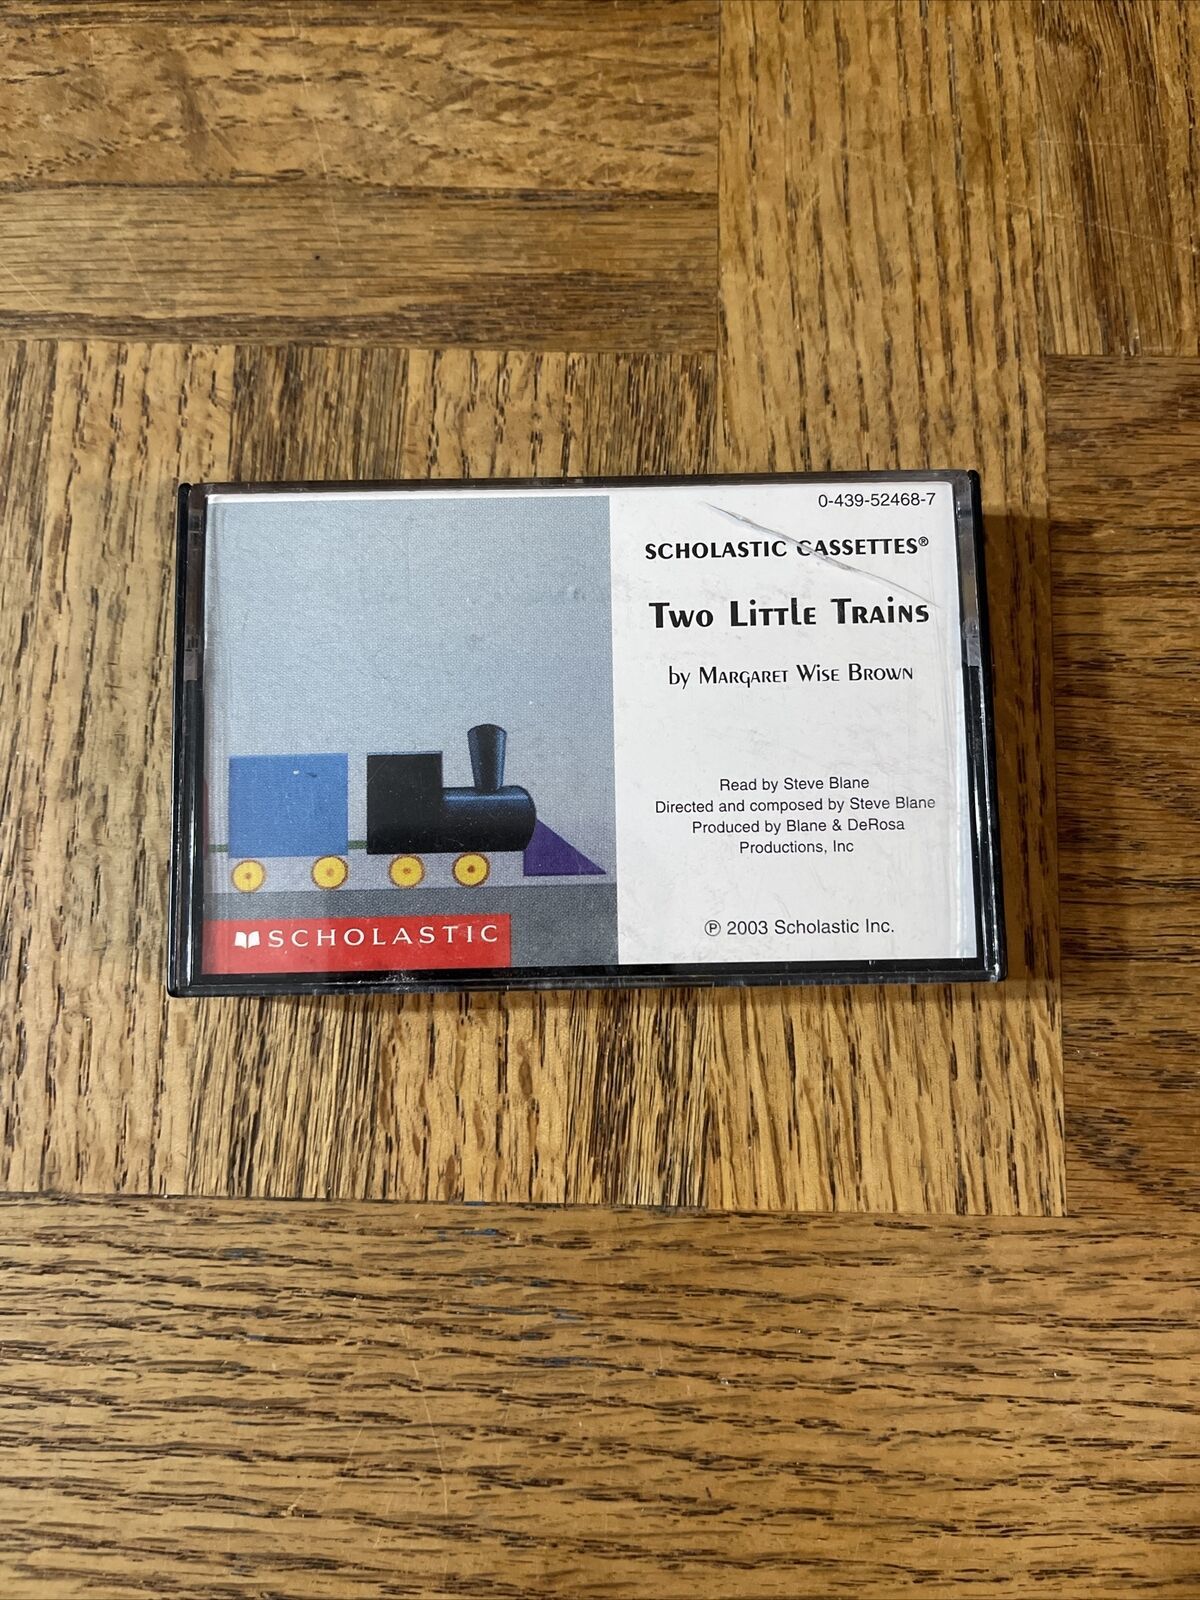 0-439-52468-7
SCHOLASTIC CASSETTES®
Two Little Trains
by Margaret Wise Brown
Read by Steve Blane
Directed and composed by Steve Blane
Produced by Blane & DeRosa
Productions, Inc
℗ 2003 Scholastic Inc.
SCHOLASTIC